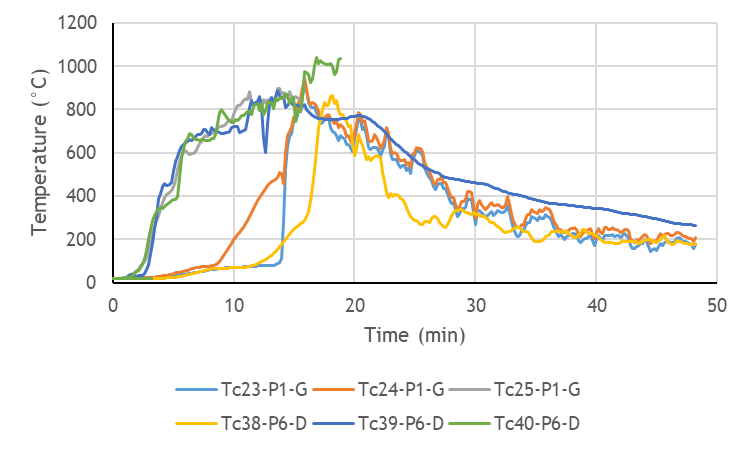 Temperature (°C)
1200
1000
800
600
400
200
0
0 10 20 30 40 50
Time (min)
Tc23-P1-G Tc24-P1-G Tc25-P1-G
Tc38-P6-D Tc39-P6-D Tc40-P6-D